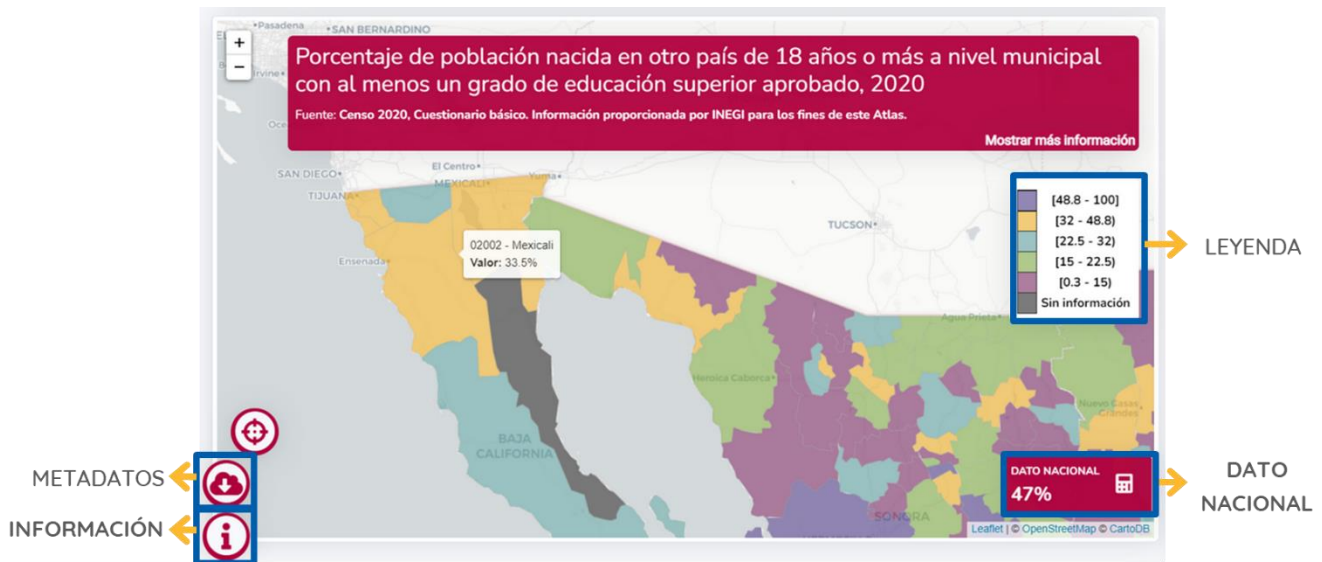 Pasadena
SAN BERNARDINO
+
−
Irvine
Porcentaje de población nacida en otro país de 18 años o más a nivel municipal
con al menos un grado de educación superior aprobado, 2020
Fuente: Censo 2020, Cuestionario básico. Información proporcionada por INEGI para los fines de este Atlas.
Mostrar más información
SAN DIEGO
El Centro
MEXICALI
Yuma
TIJUANA
TUCSON
[48.8 - 100]
[32 - 48.8)
[22.5 - 32)
[15 - 22.5)
[0.3 - 15)
Sin información
LEYENDA
02002 - Mexicali
Valor: 33.5%
Ensenada
Agua Prieta
Heroica Caborca
Nuevo Casas
Grandes
BAJA
CALIFORNIA
METADATOS
INFORMACIÓN
DATO NACIONAL
47%
DATO
NACIONAL
SONORA
Leaflet | © OpenStreetMap © CartoDB